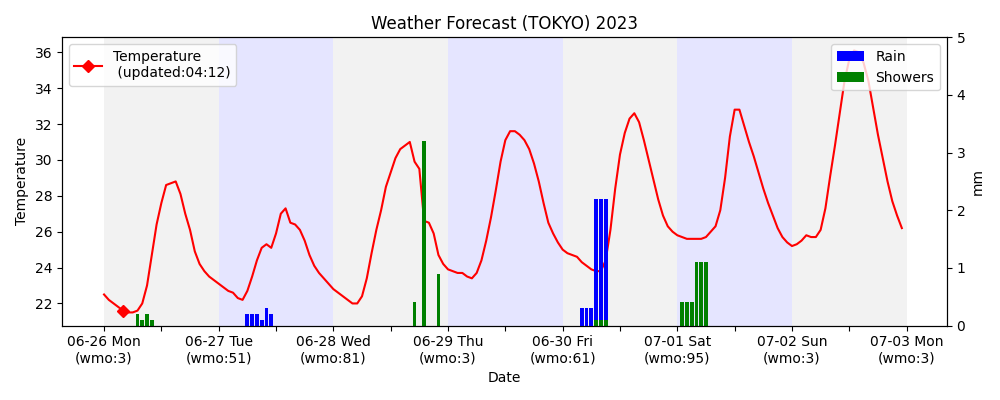 Weather Forecast (TOKYO) 2023
Temperature
(updated:04:12)
Rain
Showers
36
34
32
30
28
26
24
22
Temperature
5
4
3
2
1
0
mm
06-26 Mon
(wmo:3)
06-27 Tue
(wmo:51)
06-28 Wed
(wmo:81)
06-29 Thu
(wmo:3)
06-30 Fri
(wmo:61)
07-01 Sat
(wmo:95)
07-02 Sun
(wmo:3)
07-03 Mon
(wmo:3)
Date